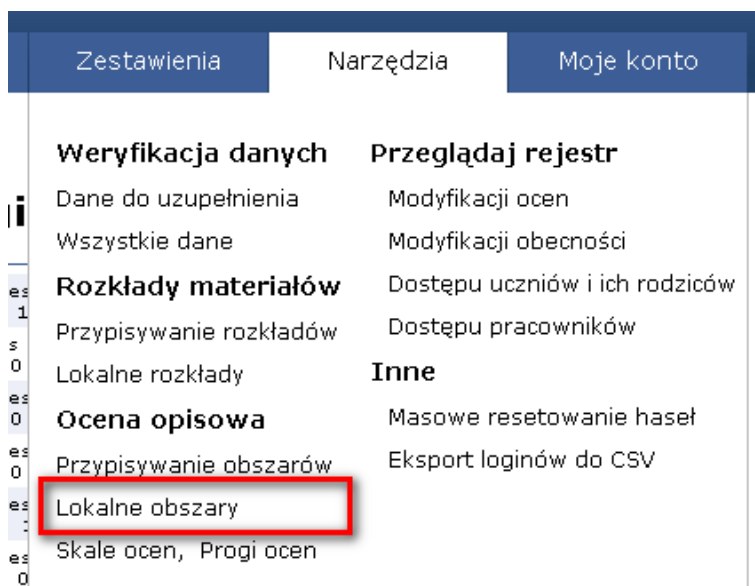 Zestawienia
Narzędzia
Moje konto
Weryfikacja danych
Dane do uzupełnienia
Wszystkie dane
Rozkłady materiałów
Przypisywanie rozkładów
Lokalne rozkłady
Ocena opisowa
Przypisywanie obszarów
Lokalne obszary
Skale ocen, Progi ocen
Przeglądaj rejestr
Modyfikacji ocen
Modyfikacji obecności
Dostępu uczniów i ich rodziców
Dostępu pracowników
Inne
Masowe resetowanie haseł
Eksport loginów do CSV